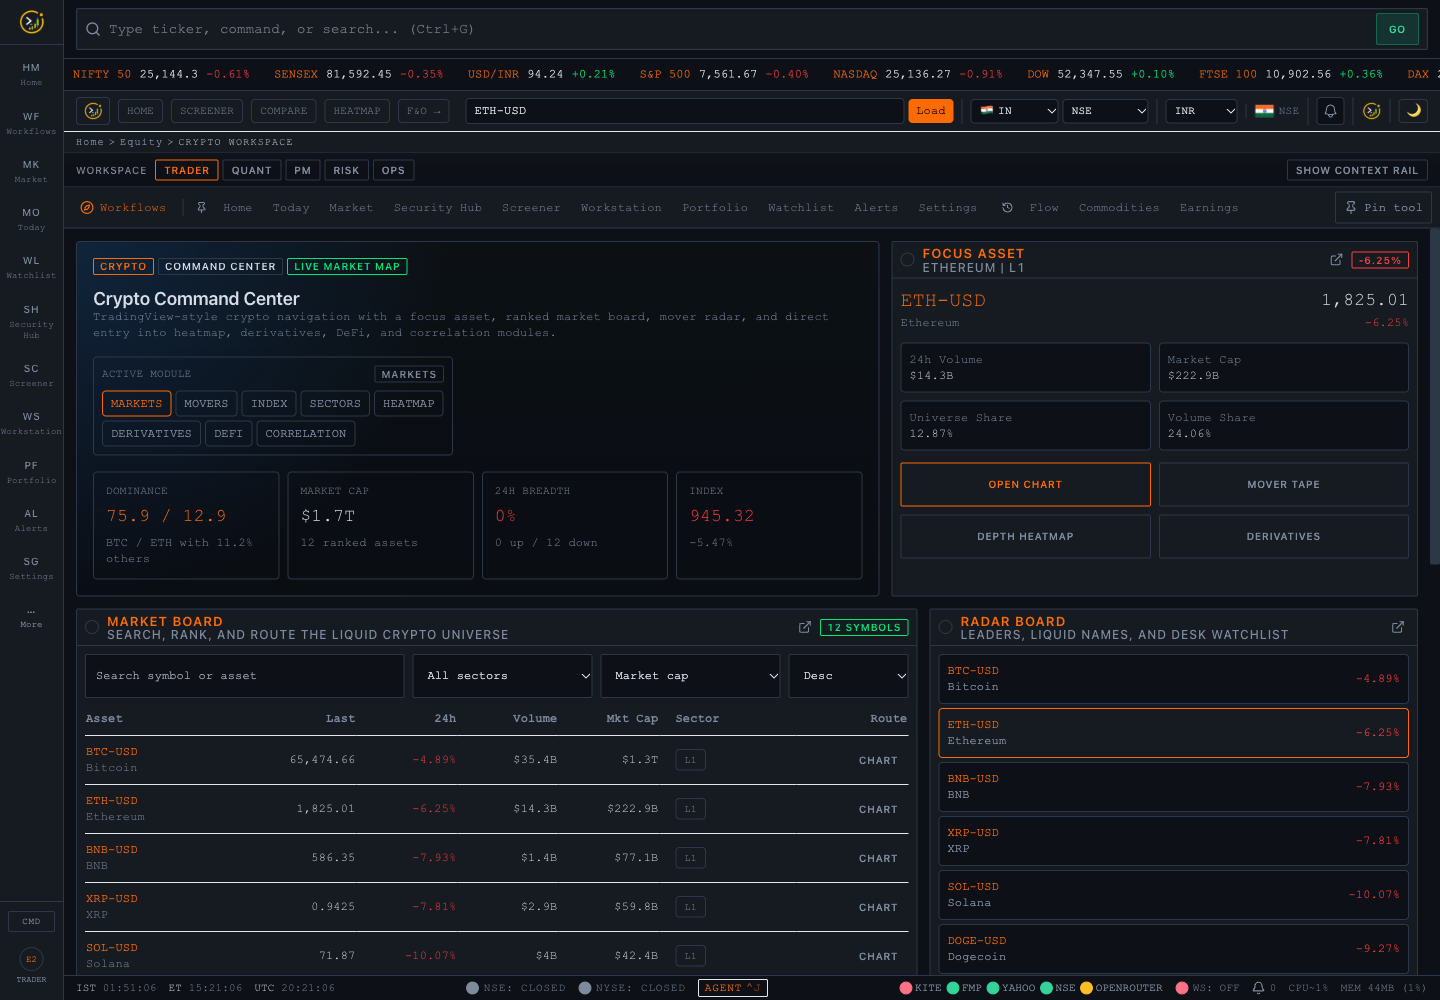 Type ticker, command, or search... (Ctrl+G)
GO
NIFTY 50 25,144.3 -0.61% SENSEX 81,592.45 -0.35% USD/INR 94.24 +0.21% S&P 500 7,561.67 -0.40% NASDAQ 25,136.27 -0.91% DOW 52,347.55 +0.10% FTSE 100 10,902.56 +0.36% DAX
HOME SCREENER COMPARE HEATMAP F&O → ETH-USD Load IN NSE INR NSE
Home > Equity > CRYPTO WORKSPACE
WORKSPACE TRADER QUANT PM RISK OPS SHOW CONTEXT RAIL
Workflows Home Today Market Security Hub Screener Workstation Portfolio Watchlist Alerts Settings Flow Commodities Earnings Pin tool
HM
Home
WF
Workflows
MK
Market
MO
Today
WL
Watchlist
SH
Security
Hub
SC
Screener
WS
Workstation
PF
Portfolio
AL
Alerts
SG
Settings
...
More
CMD
E2
TRADER
CRYPTO COMMAND CENTER LIVE MARKET MAP
Crypto Command Center
TradingView-style crypto navigation with a focus asset, ranked market board, mover radar, and direct
entry into heatmap, derivatives, DeFi, and correlation modules.
ACTIVE MODULE MARKETS
MARKETS MOVERS INDEX SECTORS HEATMAP
DERIVATIVES DEFI CORRELATION
DOMINANCE
75.9 / 12.9
BTC / ETH with 11.2%
others
MARKET CAP
$1.7T
12 ranked assets
24H BREADTH
0%
0 up / 12 down
INDEX
945.32
-5.47%
FOCUS ASSET
ETHEREUM | L1
-6.25%
ETH-USD 1,825.01
Ethereum -6.25%
24h Volume
$14.3B
Market Cap
$222.9B
Universe Share
12.87%
Volume Share
24.06%
OPEN CHART MOVER TAPE
DEPTH HEATMAP DERIVATIVES
MARKET BOARD
SEARCH, RANK, AND ROUTE THE LIQUID CRYPTO UNIVERSE
12 SYMBOLS
Search symbol or asset All sectors Market cap Desc
Asset Last 24h Volume Mkt Cap Sector Route
BTC-USD
Bitcoin
65,474.66 -4.89% $35.4B $1.3T L1 CHART
ETH-USD
Ethereum
1,825.01 -6.25% $14.3B $222.9B L1 CHART
BNB-USD
BNB
586.35 -7.93% $1.4B $77.1B L1 CHART
XRP-USD
XRP
0.9425 -7.81% $2.9B $59.8B L1 CHART
SOL-USD
Solana
71.87 -10.07% $4B $42.4B L1 CHART
RADAR BOARD
LEADERS, LIQUID NAMES, AND DESK WATCHLIST
BTC-USD
Bitcoin
-4.89%
ETH-USD
Ethereum
-6.25%
BNB-USD
BNB
-7.93%
XRP-USD
XRP
-7.81%
SOL-USD
Solana
-10.07%
DOGE-USD
Dogecoin
-9.27%
IST 01:51:06 ET 15:21:06 UTC 20:21:06 NSE: CLOSED NYSE: CLOSED AGENT ^J KITE FMP YAHOO NSE OPENROUTER WS: OFF 0 CPU~1% MEM 44MB (1%)